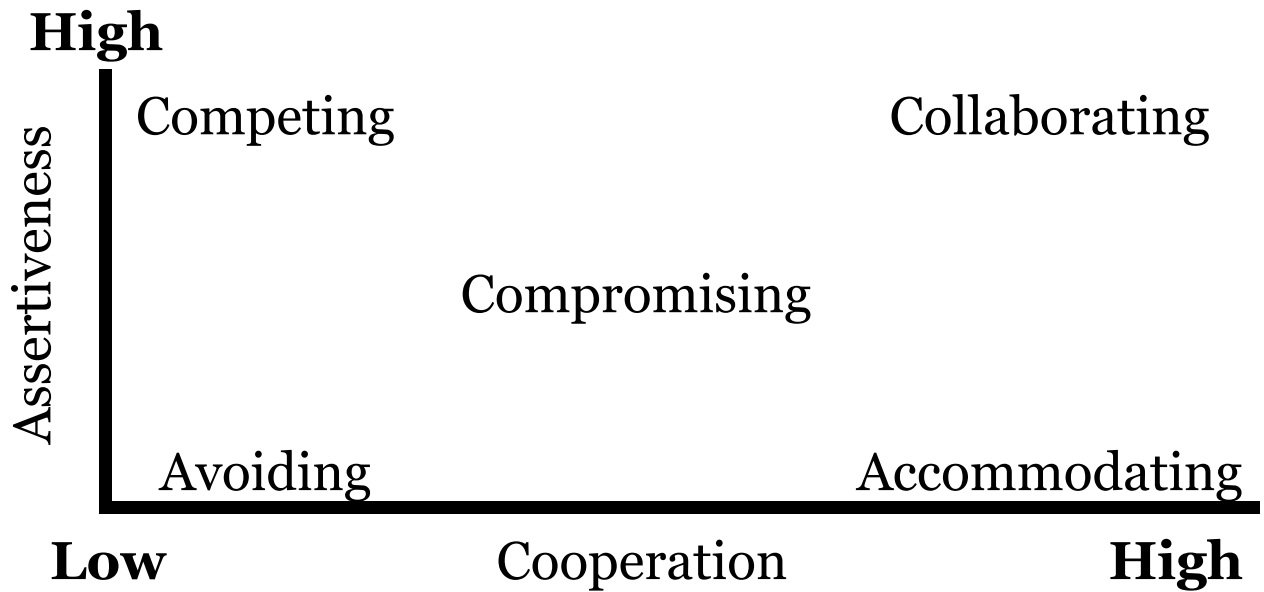 High
Competing
Collaborating
Assertiveness
Compromising
Avoiding
Accommodating
Low
Cooperation
High